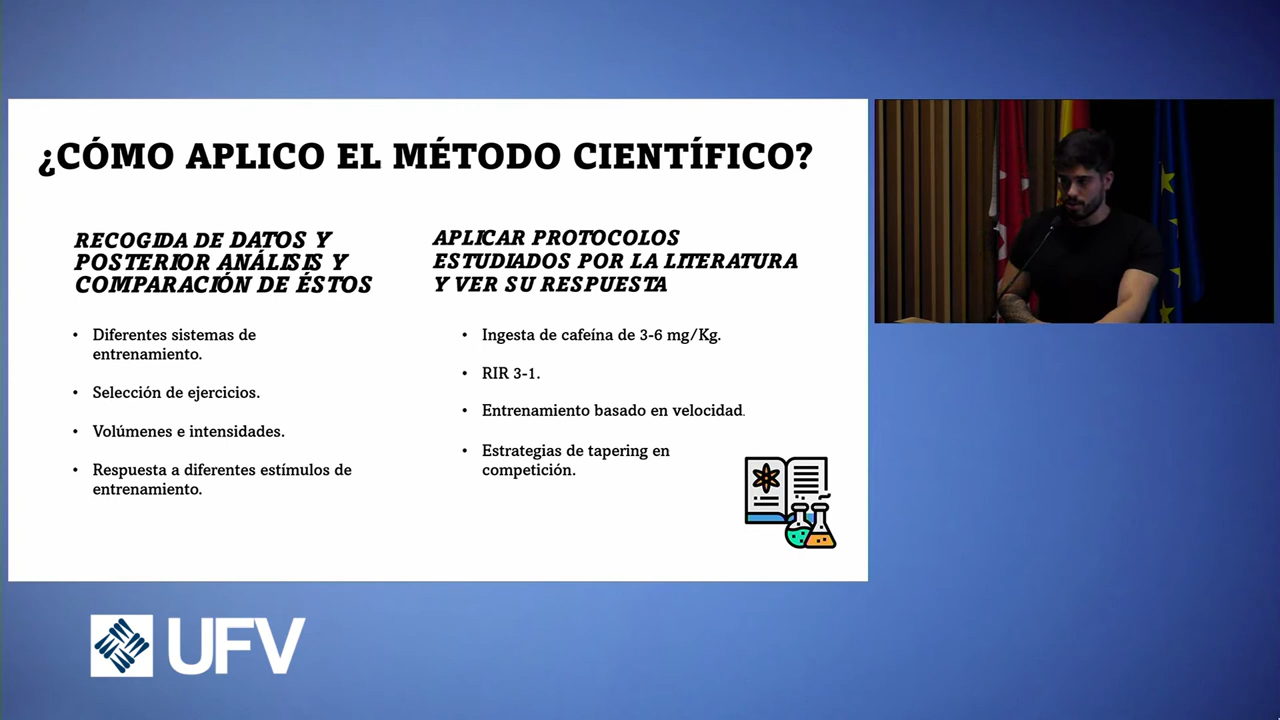 ¿CÓMO APLICO EL MÉTODO CIENTÍFICO?
RECOGIDA DE DATOS Y
POSTERIOR ANÁLISIS Y
COMPARACIÓN DE ÉSTOS
• Diferentes sistemas de
entrenamiento.
• Selección de ejercicios.
• Volúmenes e intensidades.
• Respuesta a diferentes estímulos de
entrenamiento.
APLICAR PROTOCOLOS
ESTUDIADOS POR LA LITERATURA
Y VER SU RESPUESTA
• Ingesta de cafeína de 3-6 mg/Kg.
• RIR 3-1.
• Entrenamiento basado en velocidad.
• Estrategias de tapering en
competición.
UFV